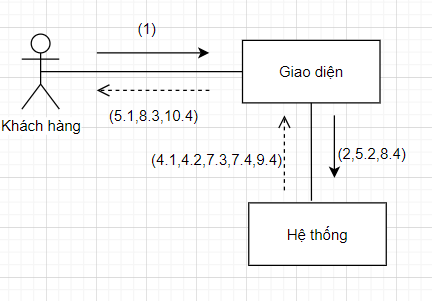 (1)
Giao diện
(5.1,8.3,10.4)
Khách hàng
(4.1,4.2,7.3,7.4,9.4)
(2,5.2,8.4)
Hệ thống